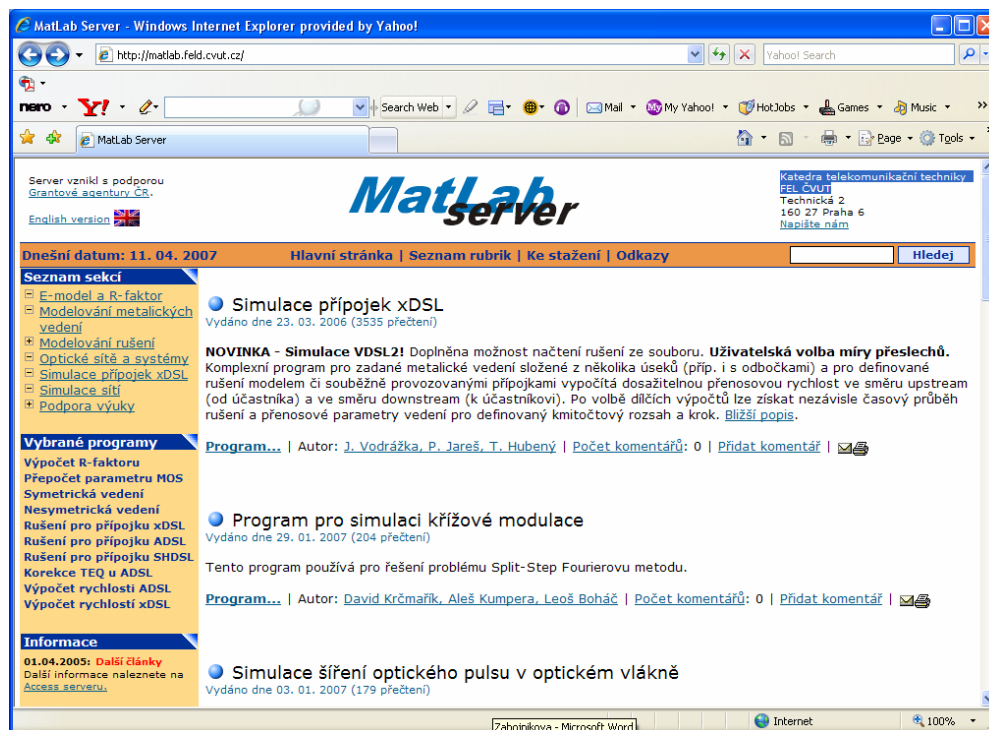 MatLab Server - Windows Internet Explorer provided by Yahoo!
http://matlab.feld.cvut.cz/
Yahoo! Search
nero Y! Search Web Mail My Yahoo! HotJobs Games Music »
MatLab Server Page Tools
Server vznikl s podporou
Grantové agentury ČR.
English version
MatLab
server
Katedra telekomunikační techniky
FEL ČVUT
Technická 2
160 27 Praha 6
Napište nám
Dnešní datum: 11. 04. 2007 Hlavní stránka | Seznam rubrik | Ke stažení | Odkazy Hledej
Seznam sekcí
E-model a R-faktor
Modelování metalických
vedení
Modelování rušení
Optické sítě a systémy
Simulace přípojek xDSL
Simulace sítí
Podpora výuky
Vybrané programy
Výpočet R-faktoru
Přepočet parametru MOS
Symetrická vedení
Nesymetrická vedení
Rušení pro přípojku xDSL
Rušení pro přípojku ADSL
Rušení pro přípojku SHDSL
Korekce TEQ u ADSL
Výpočet rychlosti ADSL
Výpočet rychlostí xDSL
Informace
01.04.2005: Další články
Další informace naleznete na
Access serveru.
Simulace přípojek xDSL
Vydáno dne 23. 03. 2006 (3535 přečtení)
NOVINKA - Simulace VDSL2! Doplněna možnost načtení rušení ze souboru. Uživatelská volba míry přeslechů.
Komplexní program pro zadané metalické vedení složené z několika úseků (příp. i s odbočkami) a pro definované
rušení modelem či souběžně provozovanými přípojkami vypočítá dosažitelnou přenosovou rychlost ve směru upstream
(od účastníka) a ve směru downstream (k účastníkovi). Po volbě dílčích výpočtů lze získat nezávisle časový průběh
rušení a přenosové parametry vedení pro definovaný kmitočtový rozsah a krok. Bližší popis.
Program... | Autor: J. Vodrážka, P. Jareš, T. Hubený | Počet komentářů: 0 | Přidat komentář |
Program pro simulaci křížové modulace
Vydáno dne 29. 01. 2007 (204 přečtení)
Tento program používá pro řešení problému Split-Step Fourierovu metodu.
Program... | Autor: David Krčmařík, Aleš Kumpera, Leoš Boháč | Počet komentářů: 0 | Přidat komentář |
Simulace šíření optického pulsu v optickém vlákně
Vydáno dne 03. 01. 2007 (179 přečtení)
Zahojnikova - Microsoft Word
Internet 100%